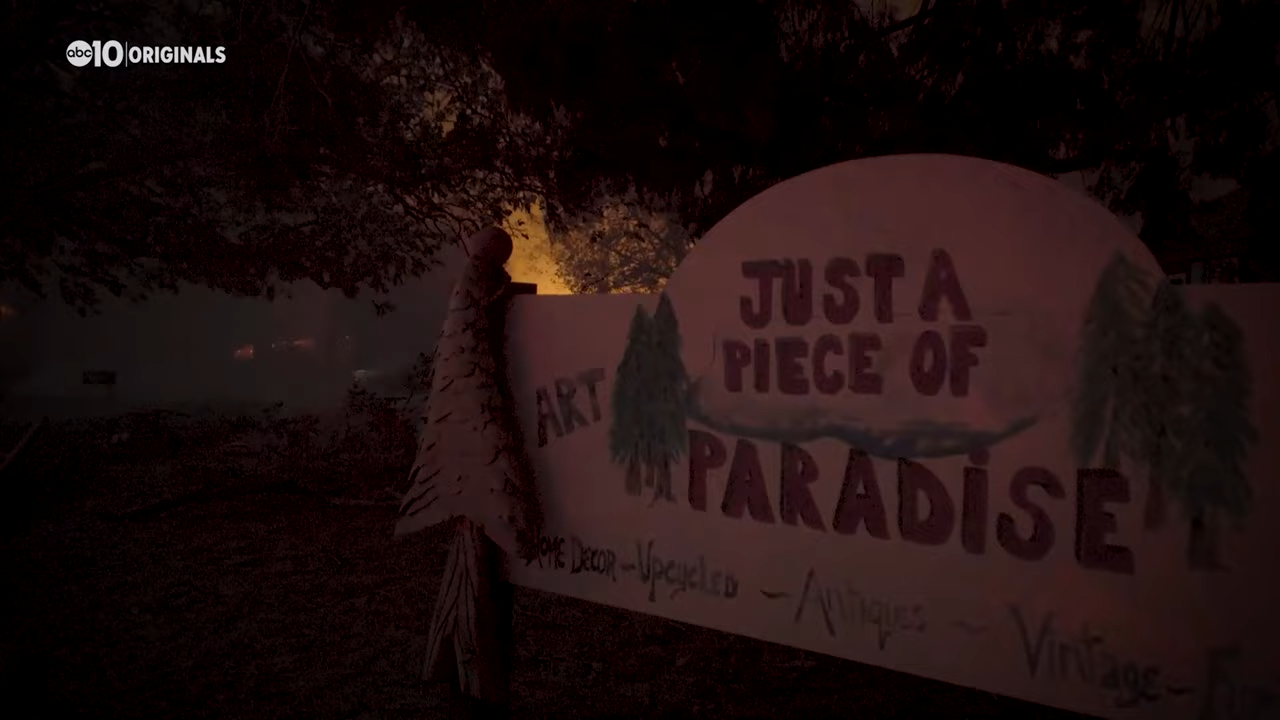 abc10 ORIGINALS
JUST A
PIECE OF
ART
PARADISE
HOME DECOR - UPCYCLED - Antiques - Vintage -